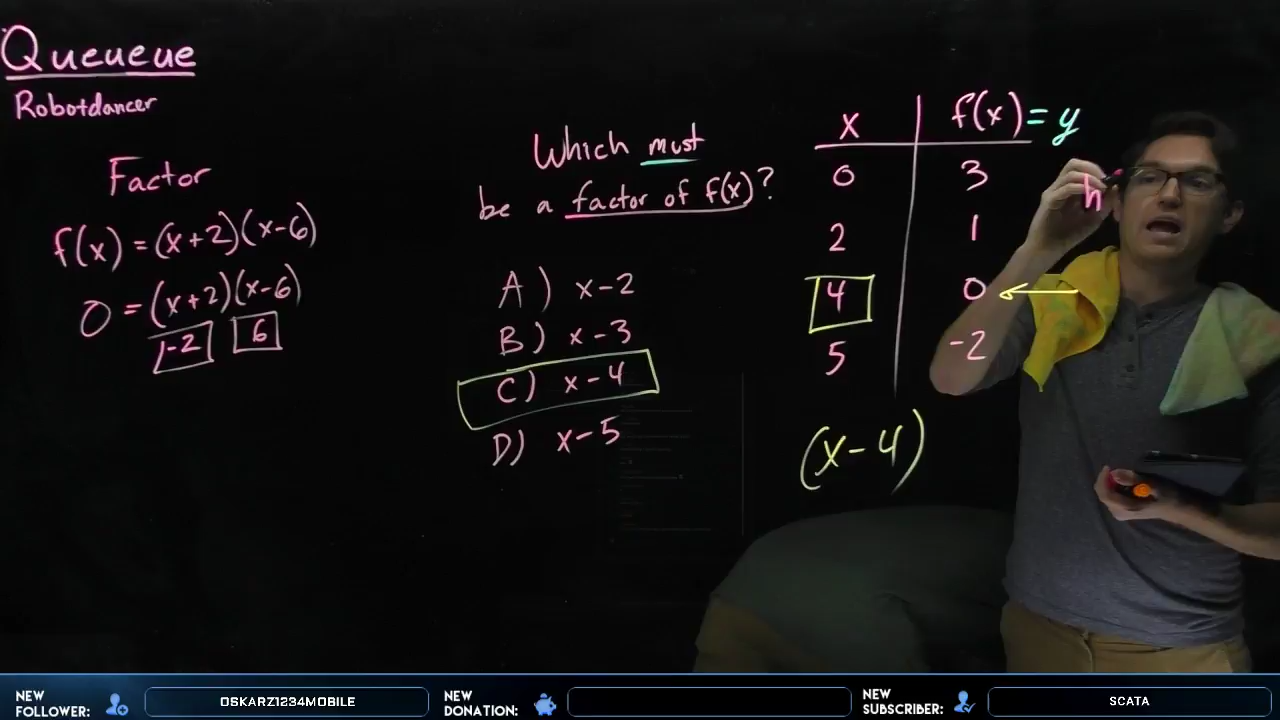 Queueue
Robotdancer
Factor
f(x) = (x+2)(x-6)
0 = (x+2)(x-6)
-2 6
Which must
be a factor of f(x)?
A) x-2
B) x-3
C) x-4
D) x-5
x f(x) = y
0 3
2 1
4 0
5 -2
(x-4)
h
NEW FOLLOWER: OSKARZ1234MOBILE
NEW DONATION:
NEW SUBSCRIBER: SCATA